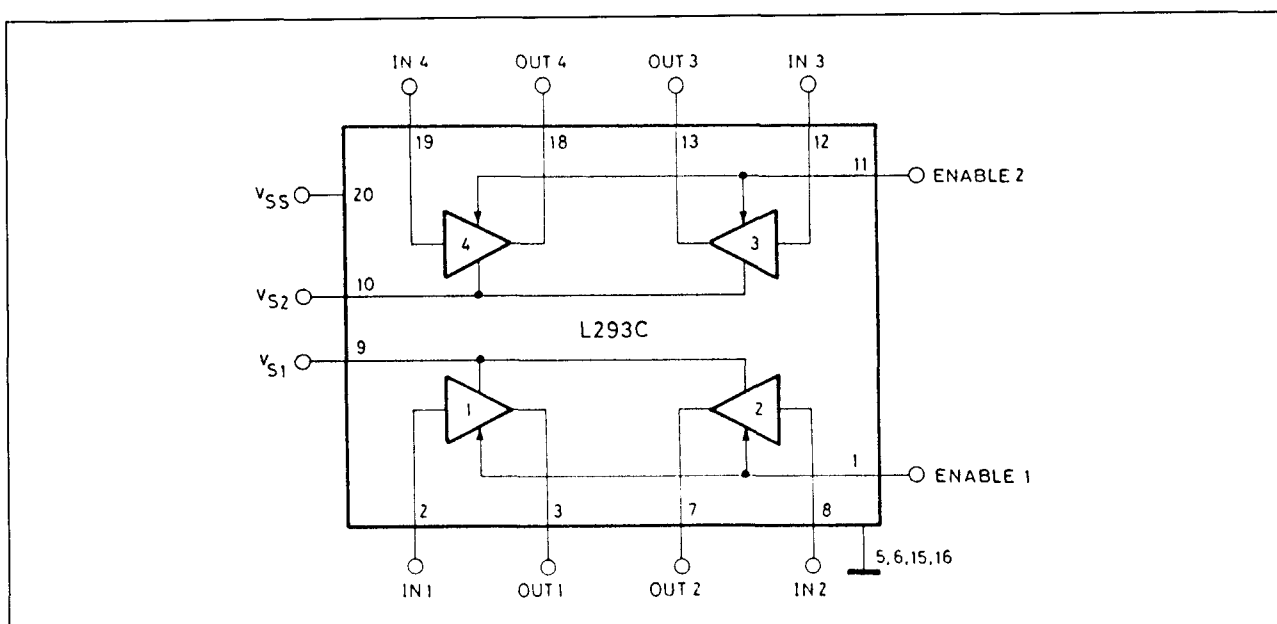 IN 4 OUT 4 OUT 3 IN 3
19 18 13 12
11 ENABLE 2
VSS 20
4 3
VS2 10
L293C
VS1 9
1 2
1 ENABLE 1
2 3 7 8
5,6,15,16
IN 1 OUT 1 OUT 2 IN 2